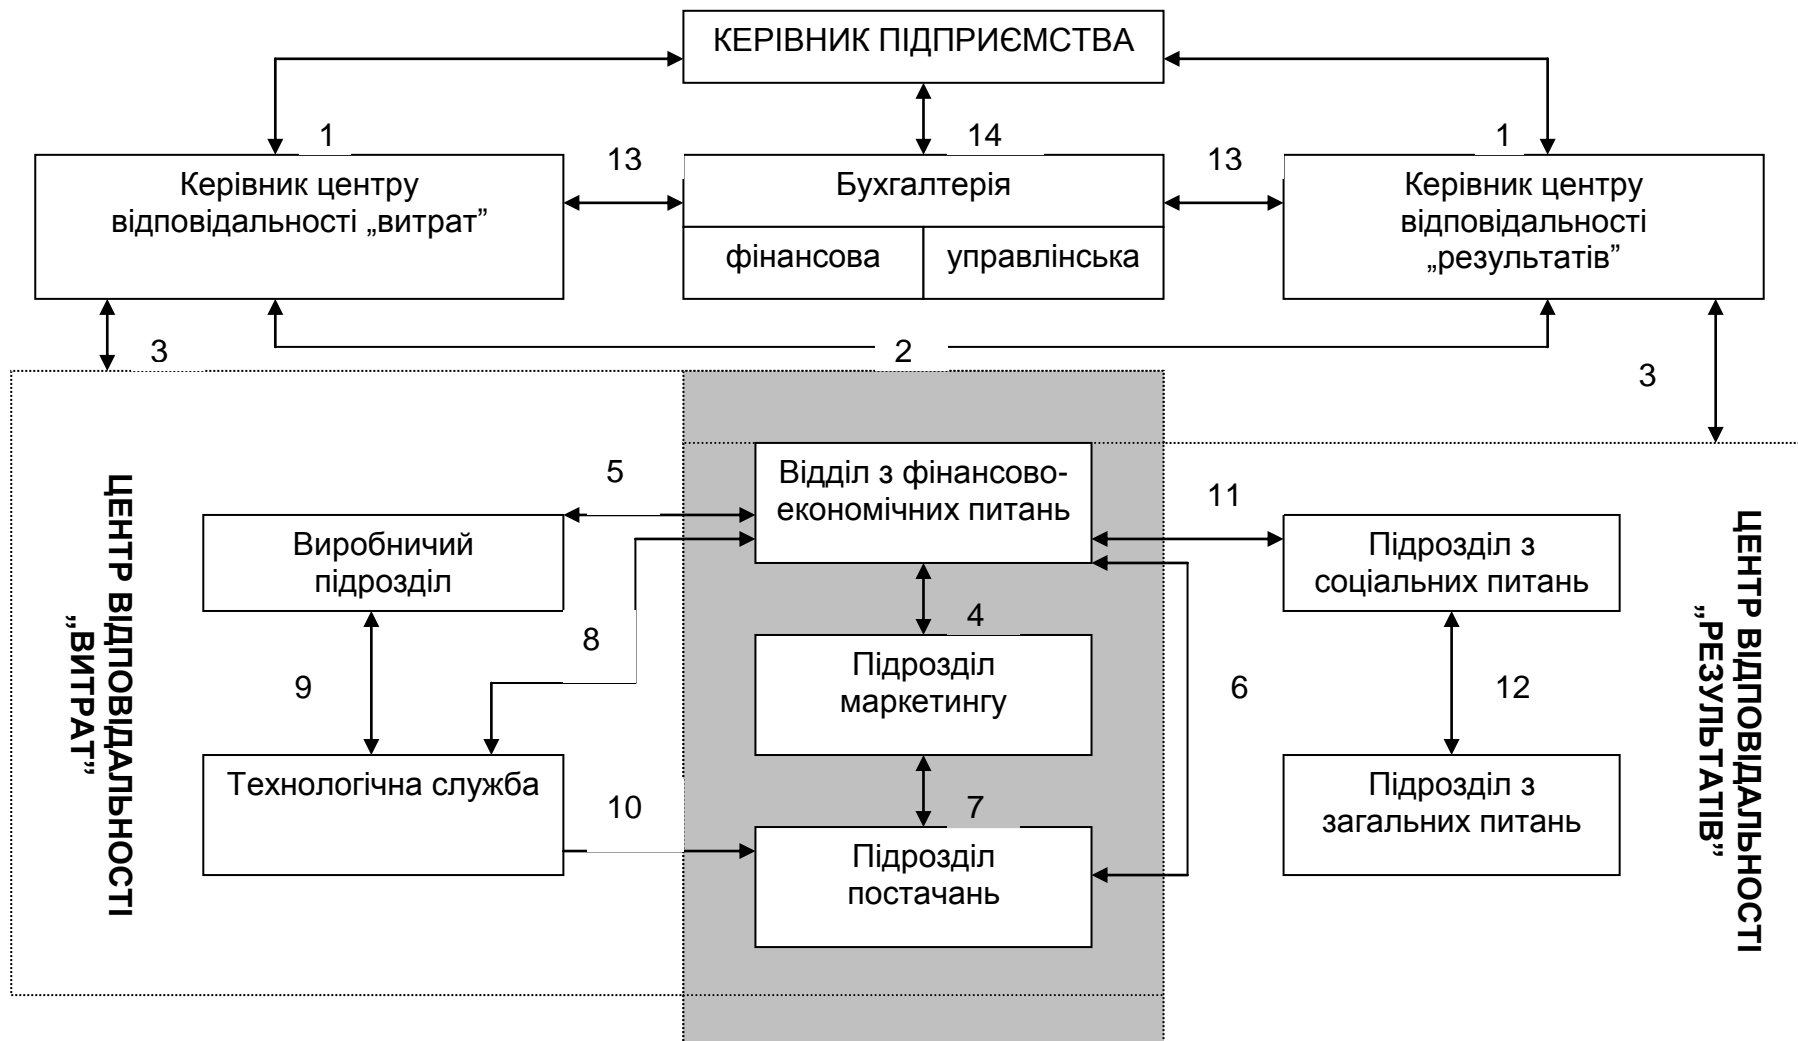 КЕРІВНИК ПІДПРИЄМСТВА
1
14
1
13
13
Керівник центру
відповідальності „витрат”
Бухгалтерія
фінансова
управлінська
Керівник центру
відповідальності
„результатів”
3
2
3
ЦЕНТР ВІДПОВІДАЛЬНОСТІ
„ВИТРАТ”
5
Відділ з фінансово-
економічних питань
11
Виробничий
підрозділ
Підрозділ з
соціальних питань
8
4
9
Підрозділ
маркетингу
6
12
Технологічна служба
10
7
Підрозділ з
загальних питань
Підрозділ
постачань
ЦЕНТР ВІДПОВІДАЛЬНОСТІ
„РЕЗУЛЬТАТІВ”